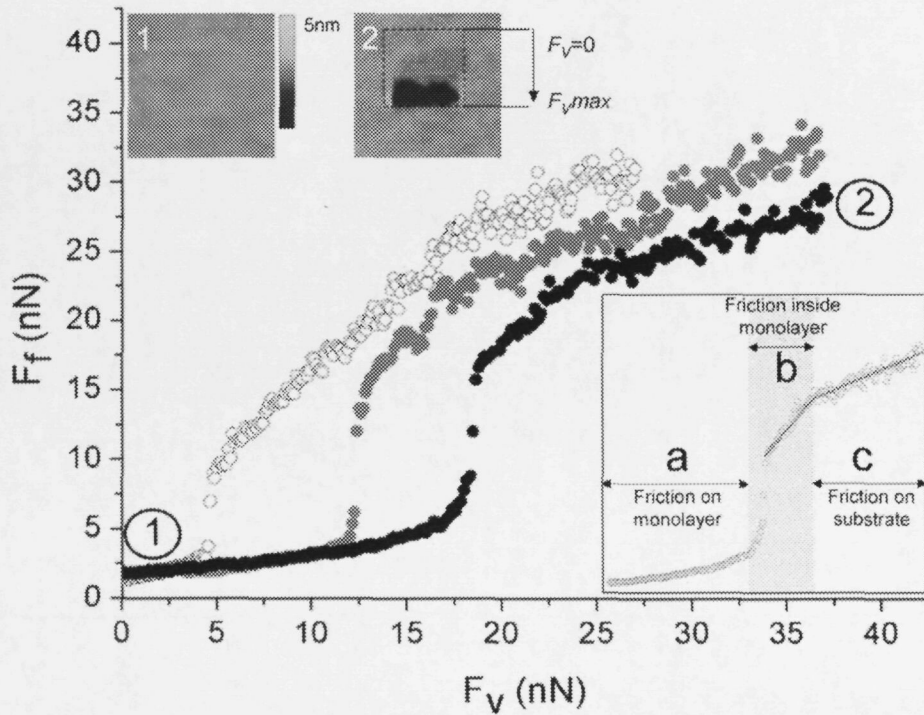 1
5nm
2
F_v=0
F_vmax
40
35
30
25
20
15
10
5
0
F_f (nN)
1
2
Friction inside
monolayer
b
a
c
Friction on
monolayer
Friction on
substrate
0
5
10
15
20
25
30
35
40
F_v (nN)